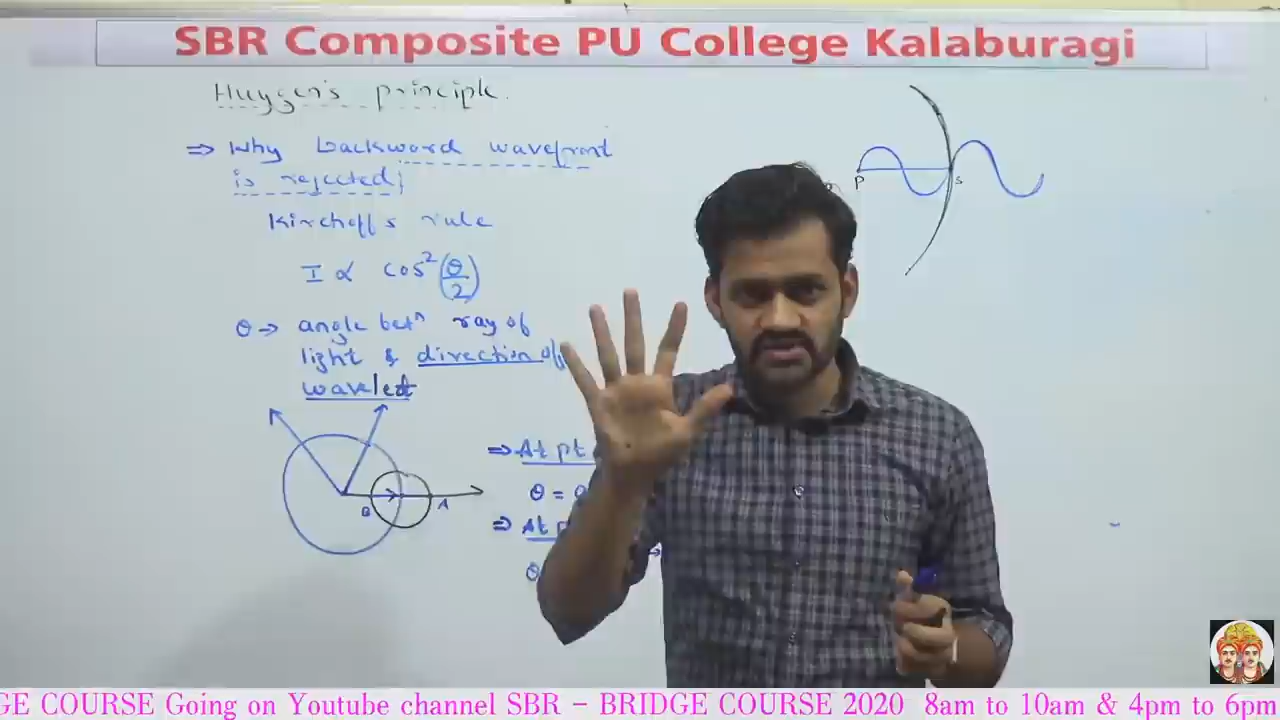 SBR Composite PU College Kalaburagi
Huygen's principle.
⇒ Why backword wavefront
is rejected;
Kirchoff's rule
I ∝ cos²(θ/2)
θ → angle betⁿ ray of
light & direction of
wavelet
P
S
B
A
⇒ At pt
θ = 0
⇒ At pt
θ
GE COURSE Going on Youtube channel SBR - BRIDGE COURSE 2020 8am to 10am & 4pm to 6pm